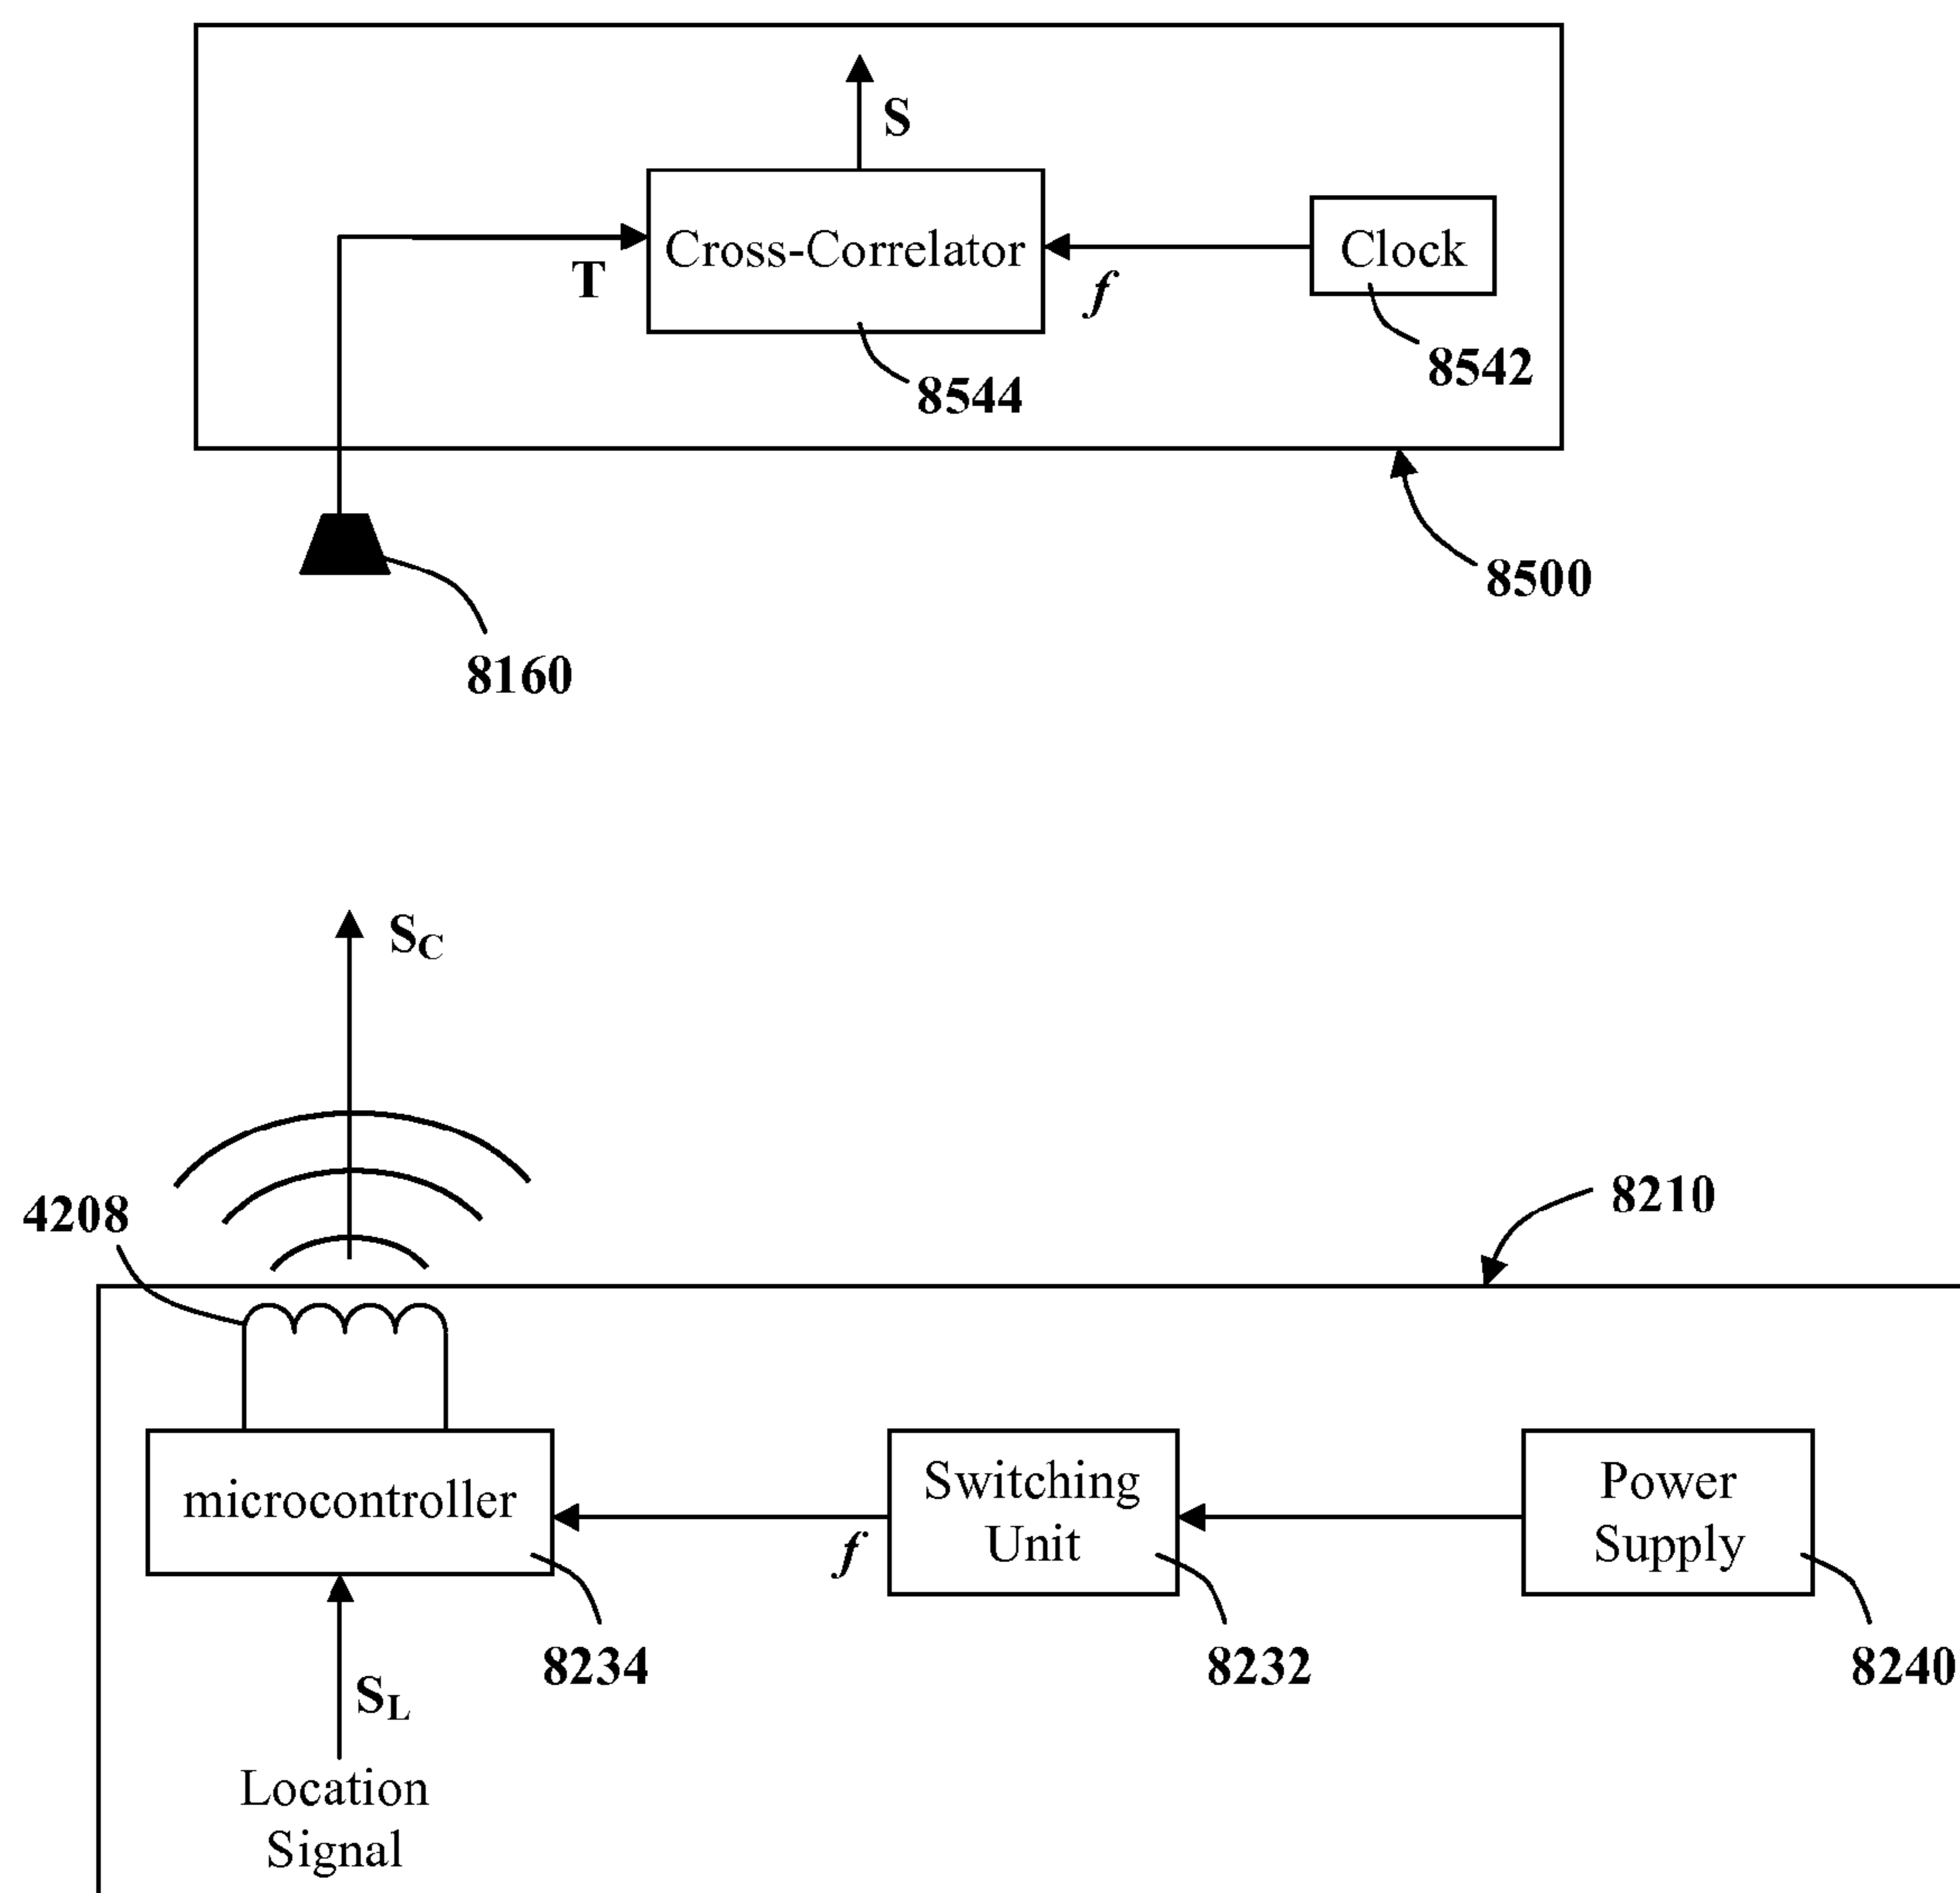 S
Cross-Correlator
Clock
T
f
8542
8544
8500
8160
SC
4208
8210
microcontroller
Switching
Unit
Power
Supply
f
8234
8232
8240
SL
Location
Signal